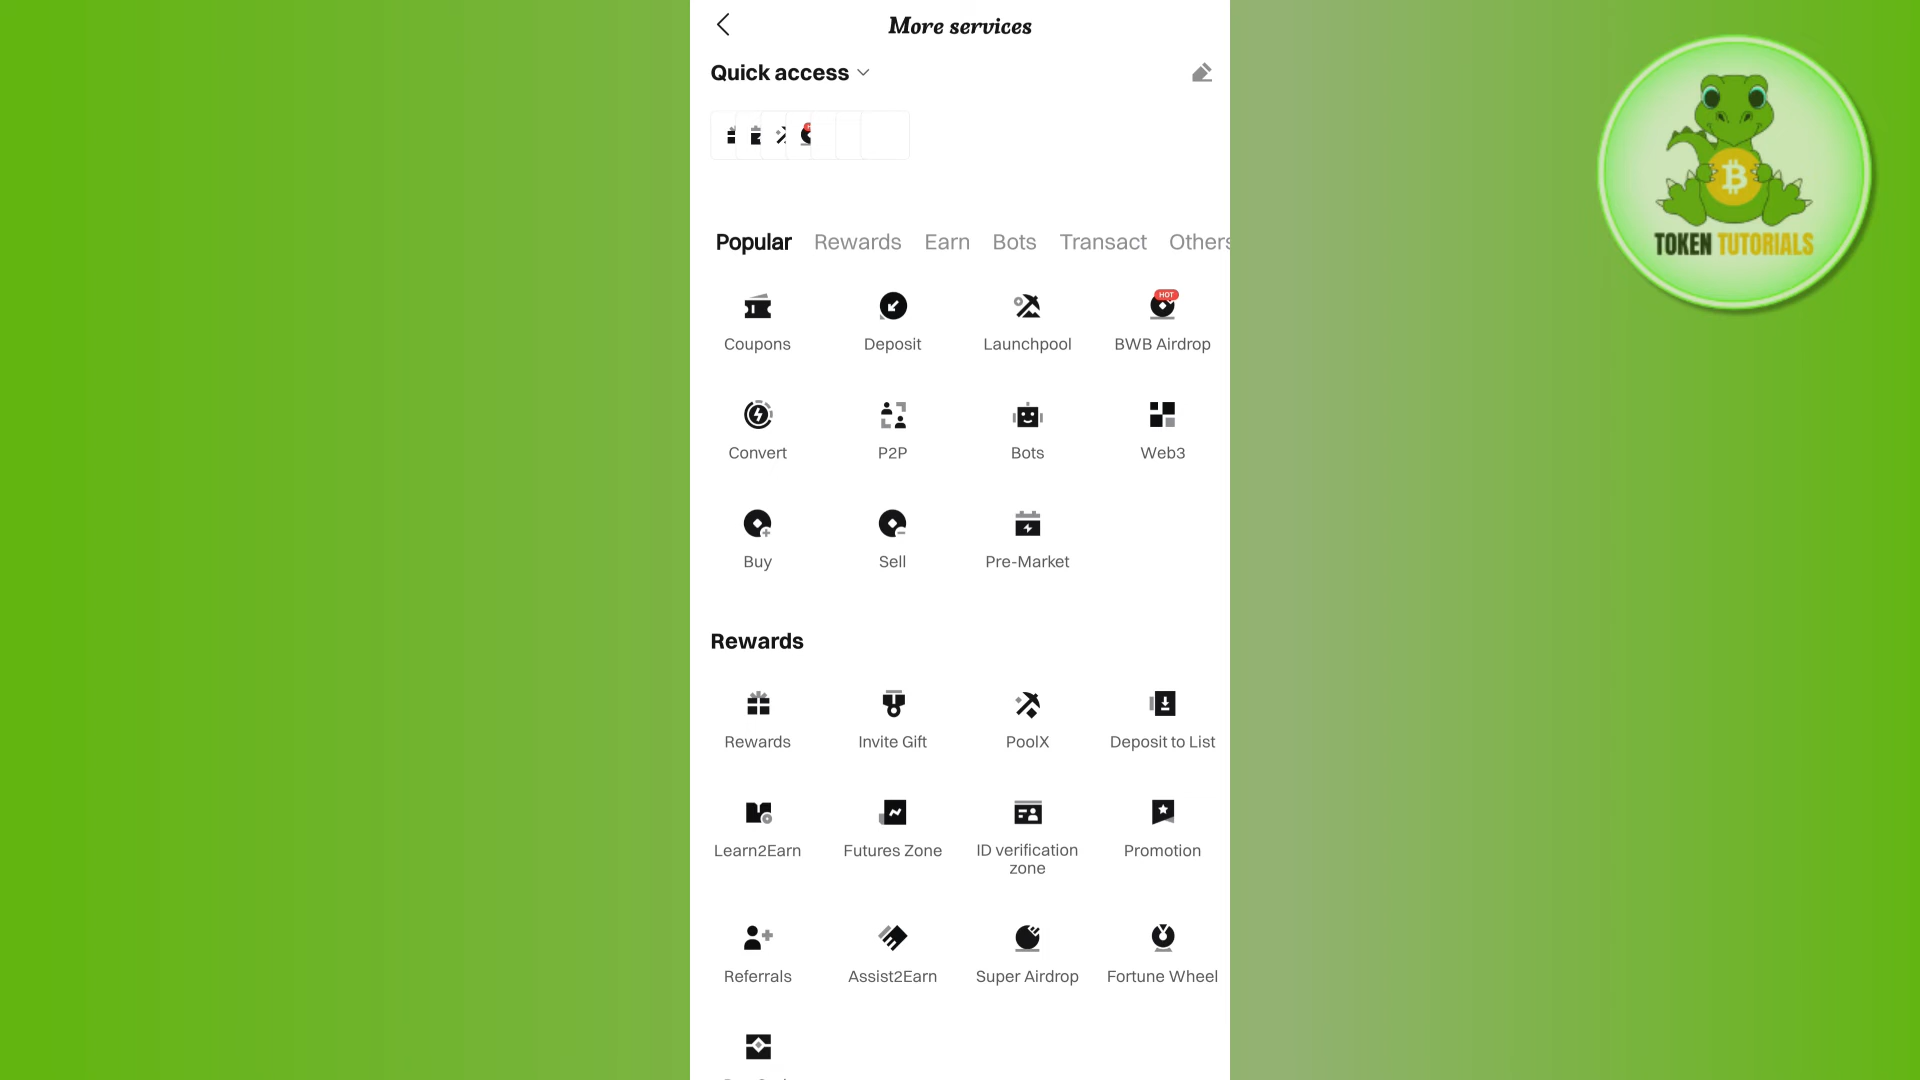 More services
Quick access
Popular Rewards Earn Bots Transact Others
HOT
Coupons Deposit Launchpool BWB Airdrop
Convert P2P Bots Web3
Buy Sell Pre-Market
Rewards
Rewards Invite Gift PoolX Deposit to List
Learn2Earn Futures Zone ID verification zone Promotion
Referrals Assist2Earn Super Airdrop Fortune Wheel
TOKEN TUTORIALS